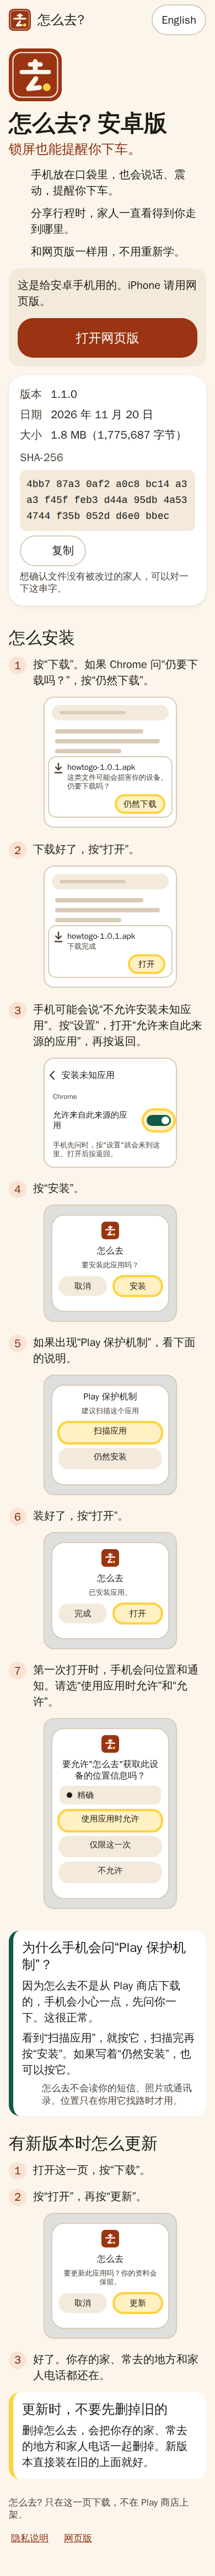 怎么去?
English
怎么去? 安卓版
锁屏也能提醒你下车。
手机放在口袋里，也会说话、震
动，提醒你下车。
分享行程时，家人一直看得到你走
到哪里。
和网页版一样用，不用重新学。
这是给安卓手机用的。iPhone 请用网
页版。
打开网页版
版本 1.1.0
日期 2026 年 11 月 20 日
大小 1.8 MB（1,775,687 字节）
SHA-256
4bb7 87a3 0af2 a0c8 bc14 a3
a3 f45f feb3 d44a 95db 4a53
4744 f35b 052d d6e0 bbec
复制
想确认文件没有被改过的家人，可以对一
下这串字。
怎么安装
1 按“下载”。如果 Chrome 问“仍要下
载吗？”，按“仍然下载”。
howtogo-1.0.1.apk
这类文件可能会损害你的设备。
仍要下载吗？
仍然下载
2 下载好了，按“打开”。
howtogo-1.0.1.apk
下载完成
打开
3 手机可能会说“不允许安装未知应
用”。按“设置”，打开“允许来自此来
源的应用”，再按返回。
安装未知应用
Chrome
允许来自此来源的应
用
手机先问时，按“设置”就会来到这
里。打开后按返回。
4 按“安装”。
怎么去
要安装此应用吗？
取消 安装
5 如果出现“Play 保护机制”，看下面
的说明。
Play 保护机制
建议扫描这个应用
扫描应用
仍然安装
6 装好了，按“打开”。
怎么去
已安装应用。
完成 打开
7 第一次打开时，手机会问位置和通
知。请选“使用应用时允许”和“允
许”。
要允许“怎么去”获取此设
备的位置信息吗？
精确
使用应用时允许
仅限这一次
不允许
为什么手机会问“Play 保护机
制”？
因为怎么去不是从 Play 商店下载
的，手机会小心一点，先问你一
下。这很正常。
看到“扫描应用”，就按它，扫描完再
按“安装”。如果写着“仍然安装”，也
可以按它。
怎么去不会读你的短信、照片或通讯
录。位置只在你用它找路时才用。
有新版本时怎么更新
1 打开这一页，按“下载”。
2 按“打开”，再按“更新”。
怎么去
要更新此应用吗？你的资料会
保留。
取消 更新
3 好了。你存的家、常去的地方和家
人电话都还在。
更新时，不要先删掉旧的
删掉怎么去，会把你存的家、常去
的地方和家人电话一起删掉。新版
本直接装在旧的上面就好。
怎么去? 只在这一页下载，不在 Play 商店上
架。
隐私说明 网页版